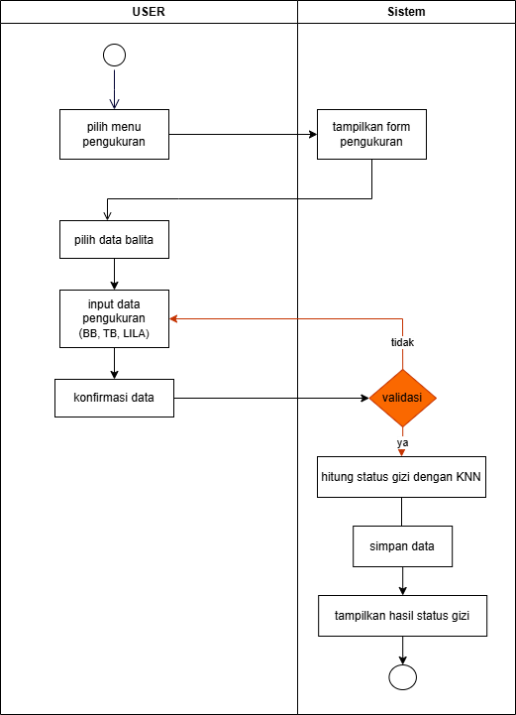 USER
Sistem
pilih menu
pengukuran
tampilkan form
pengukuran
pilih data balita
input data
pengukuran
(BB, TB, LILA)
tidak
konfirmasi data
validasi
ya
hitung status gizi dengan KNN
simpan data
tampilkan hasil status gizi